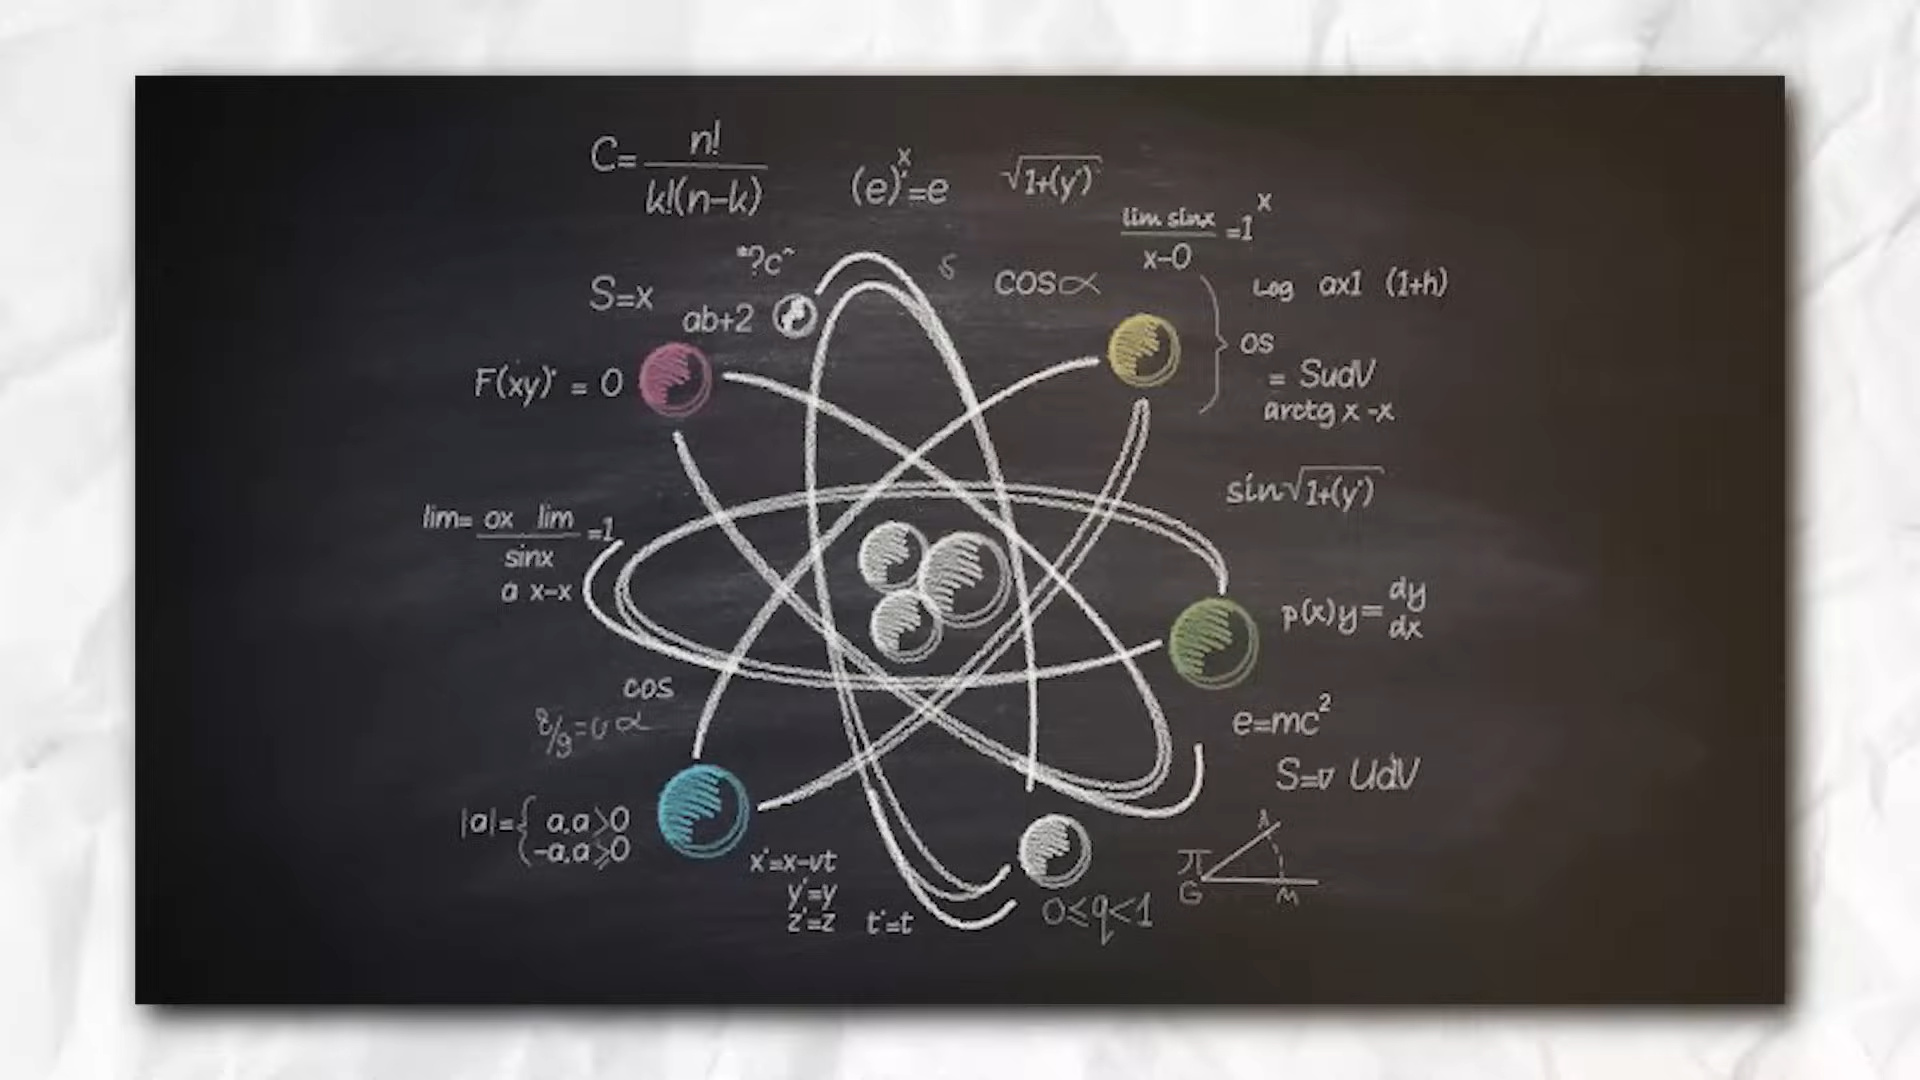 C= n!
k!(n-k)
(e)ˣ=e
√1+(y')
lim sinx =1ˣ
x-0
S=x
ab+2
cos∝
Log ax1 (1+h)
os
= SudV
arctg x -x
F(xy)' = 0
sin√1+(y')
lim= ox lim =1
sinx
a x-x
p(x)y= dy
dx
cos
∝
e=mc²
S=∇ UdV
|a|={ a,a>0
-a,a>0
x'=x-vt
y'=y
z'=z t'=t
0≤q<1
A
π
G M